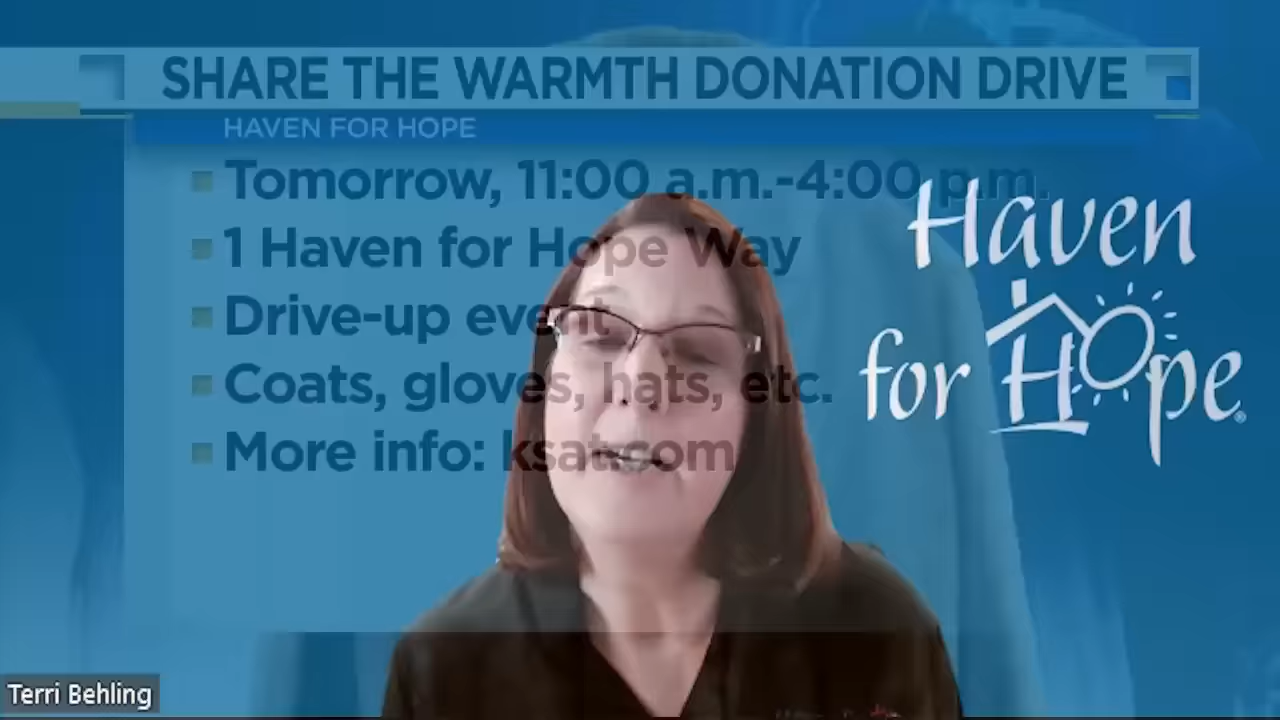 SHARE THE WARMTH DONATION DRIVE
HAVEN FOR HOPE
Tomorrow, 11:00 a.m.-4:00 p.m.
1 Haven for Hope Way
Drive-up event
Coats, gloves, hats, etc.
More info: ksat.com
Haven
for Hope
Terri Behling